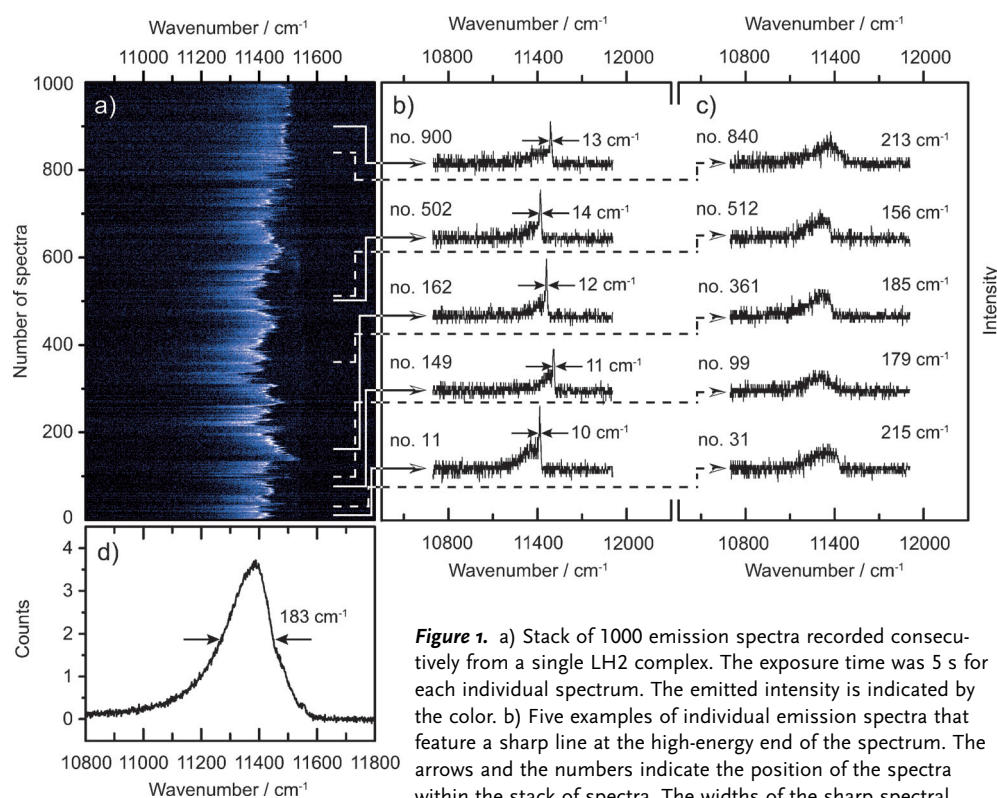 Wavenumber / cm⁻¹
11000 11200 11400 11600
Wavenumber / cm⁻¹
10800 11400 12000
Wavenumber / cm⁻¹
10800 11400 12000
Number of spectra
1000
800
600
400
200
0
a)
b)
no. 900
13 cm⁻¹
no. 502
14 cm⁻¹
no. 162
12 cm⁻¹
no. 149
11 cm⁻¹
no. 11
10 cm⁻¹
10800 11400 12000
Wavenumber / cm⁻¹
c)
no. 840
213 cm⁻¹
no. 512
156 cm⁻¹
no. 361
185 cm⁻¹
no. 99
179 cm⁻¹
no. 31
215 cm⁻¹
10800 11400 12000
Wavenumber / cm⁻¹
Intensity
d)
Counts
4
3
2
1
0
183 cm⁻¹
10800 11000 11200 11400 11600 11800
Wavenumber / cm⁻¹
Figure 1. a) Stack of 1000 emission spectra recorded consecu-
tively from a single LH2 complex. The exposure time was 5 s for
each individual spectrum. The emitted intensity is indicated by
the color. b) Five examples of individual emission spectra that
feature a sharp line at the high-energy end of the spectrum. The
arrows and the numbers indicate the position of the spectra
within the stack of spectra. The widths of the sharp spectral